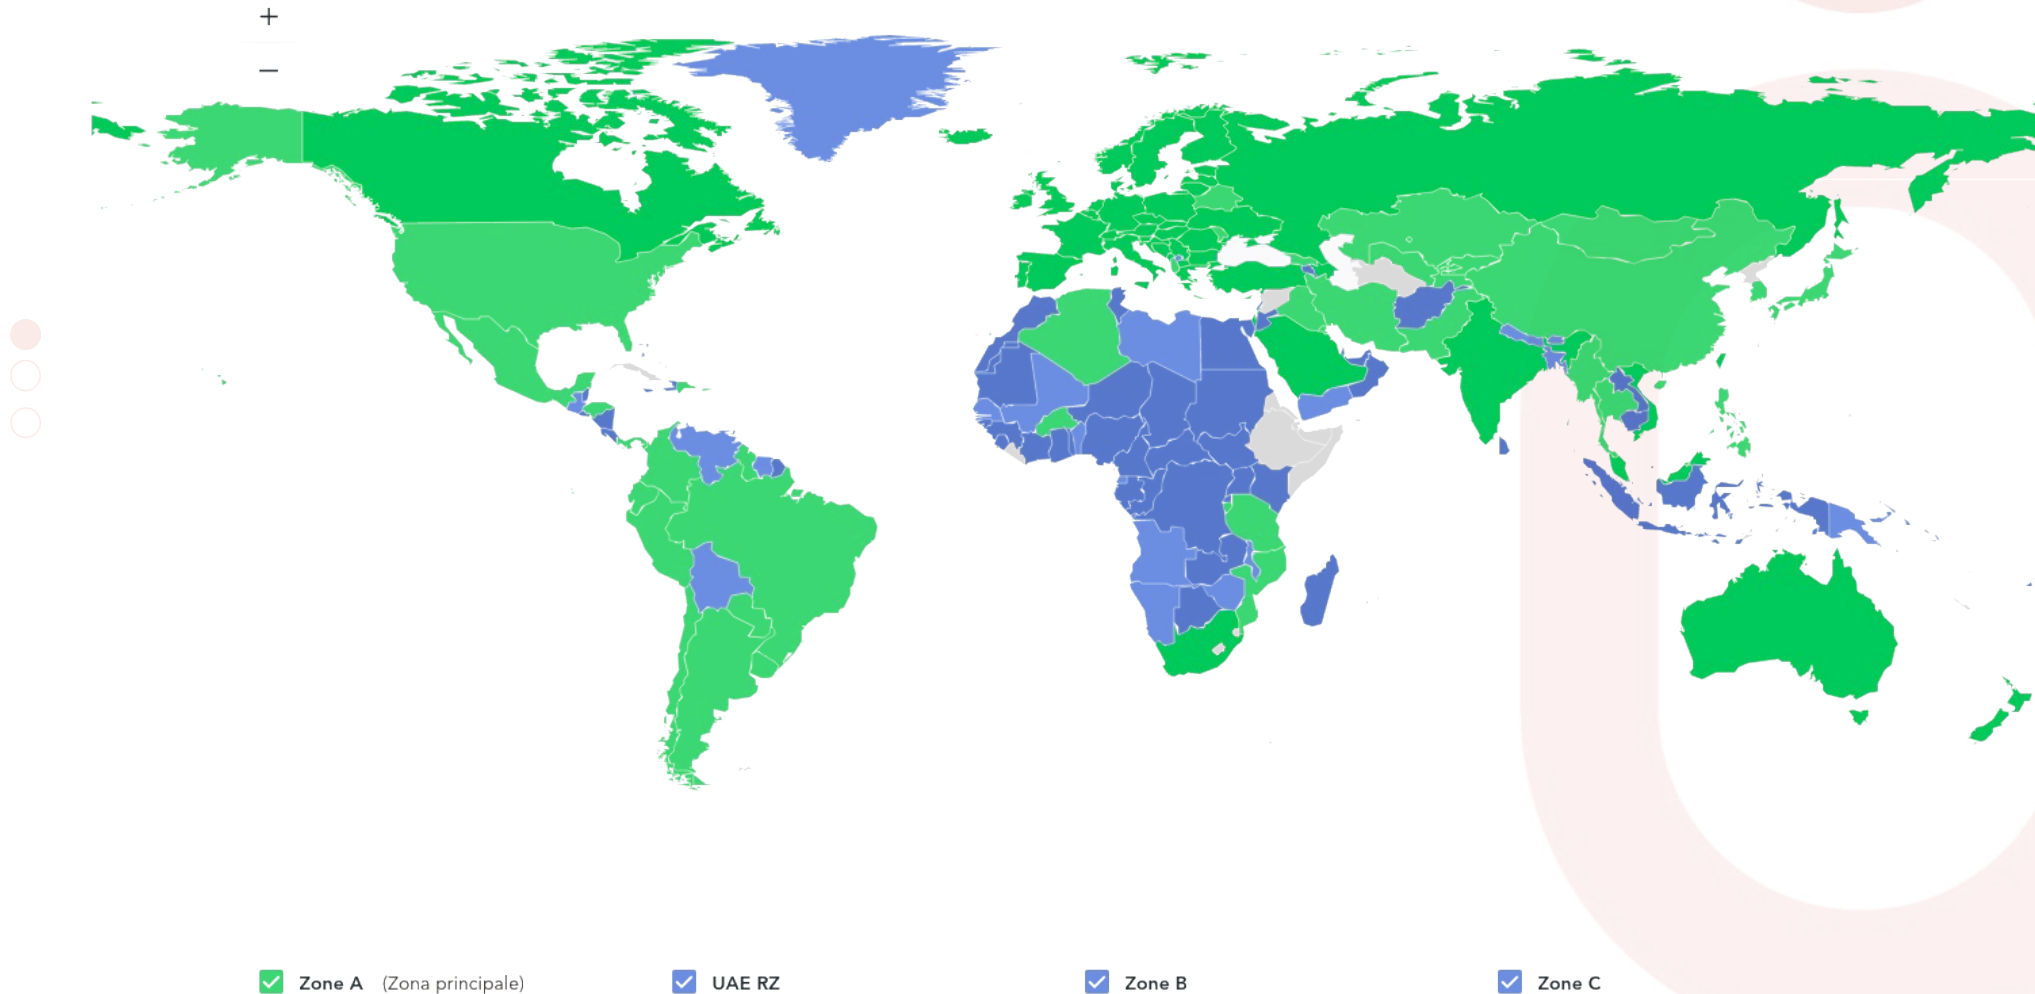 +
−
Zone A (Zona principale)
UAE RZ
Zone B
Zone C